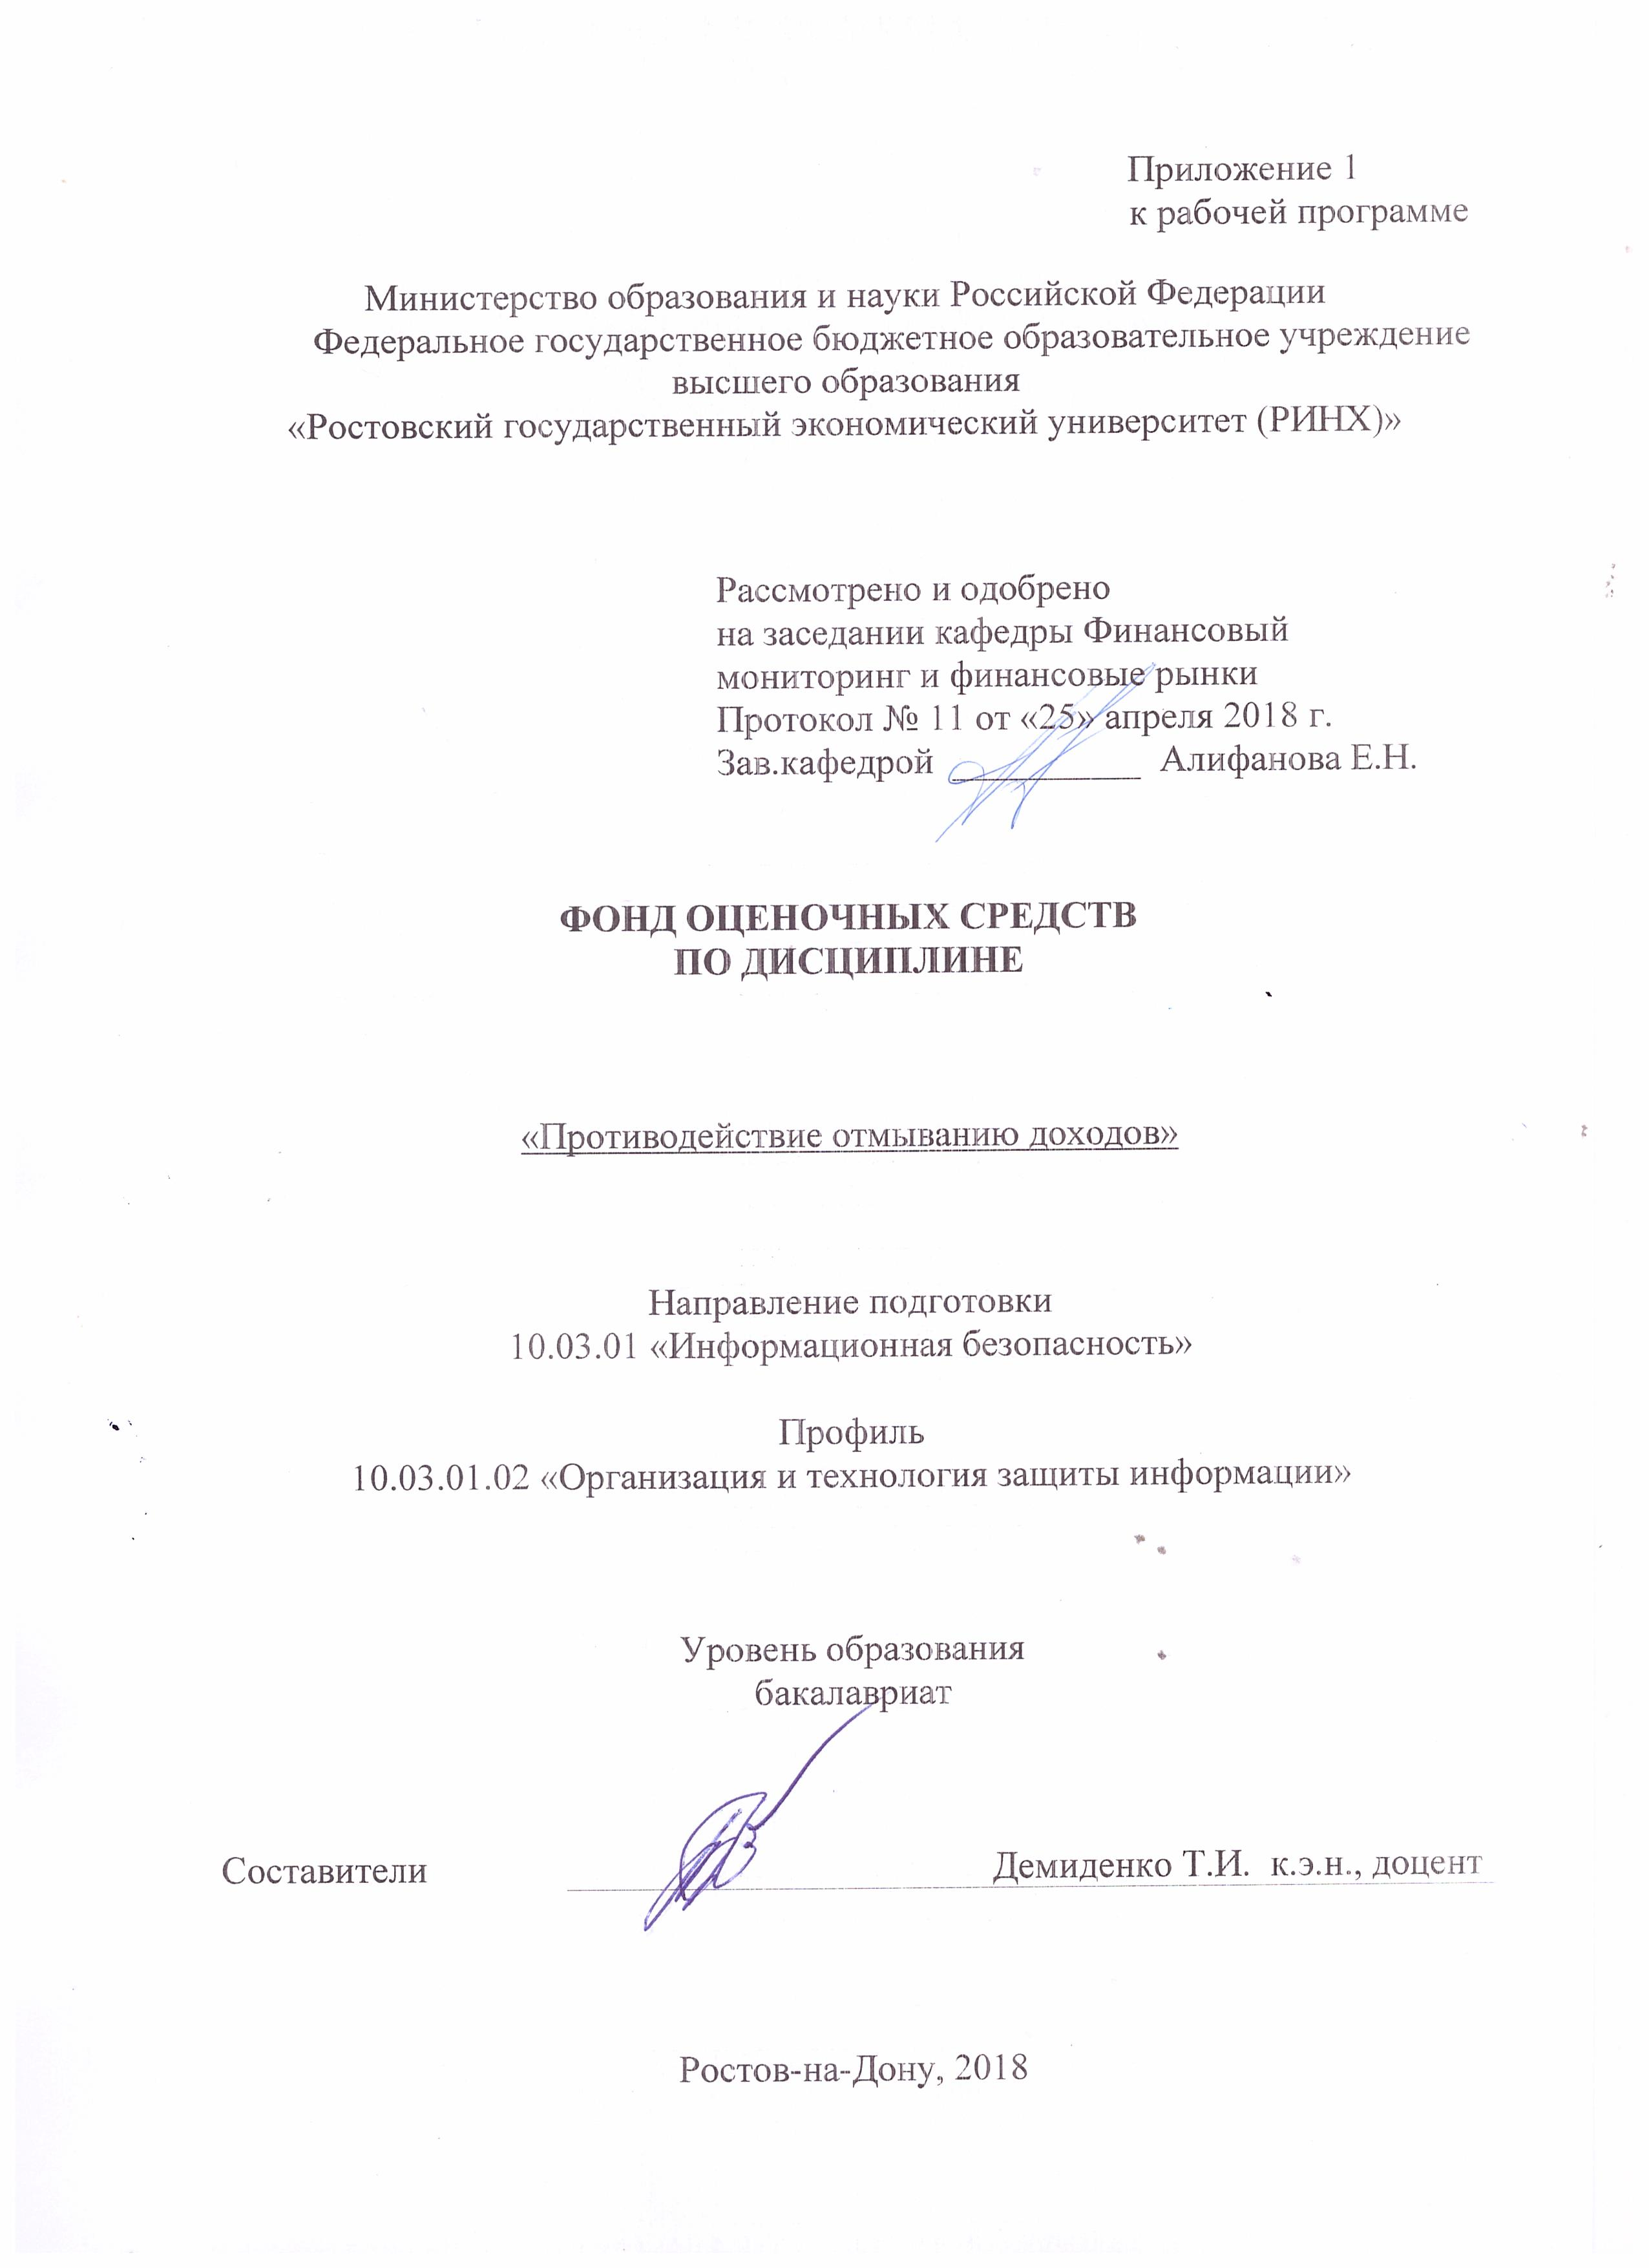 Приложение 1
к рабочей программе
Министерство образования и науки Российской Федерации
Федеральное государственное бюджетное образовательное учреждение
высшего образования
«Ростовский государственный экономический университет (РИНХ)»
Рассмотрено и одобрено
на заседании кафедры Финансовый
мониторинг и финансовые рынки
Протокол № 11 от «25» апреля 2018 г.
Зав.кафедрой __________ Алифанова Е.Н.
ФОНД ОЦЕНОЧНЫХ СРЕДСТВ
ПО ДИСЦИПЛИНЕ
«Противодействие отмыванию доходов»
Направление подготовки
10.03.01 «Информационная безопасность»
Профиль
10.03.01.02 «Организация и технология защиты информации»
Уровень образования
бакалавриат
Составители Демиденко Т.И. к.э.н., доцент
Ростов-на-Дону, 2018